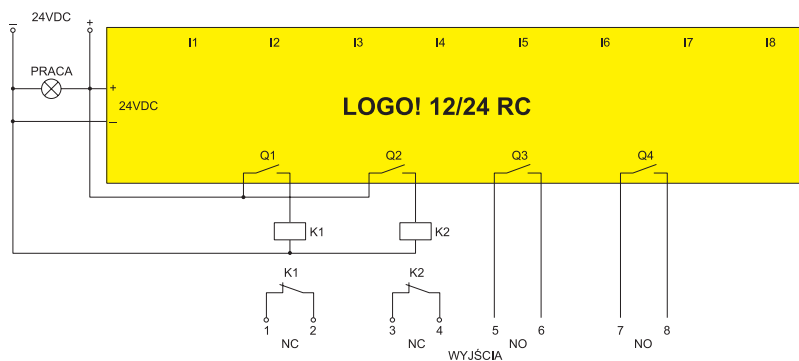 – 24VDC +
I1 I2 I3 I4 I5 I6 I7 I8
PRACA
+
24VDC
–
LOGO! 12/24 RC
Q1 Q2 Q3 Q4
K1 K2
K1 K2
1 2 3 4 5 6 7 8
NC NC NO NO
WYJŚCIA